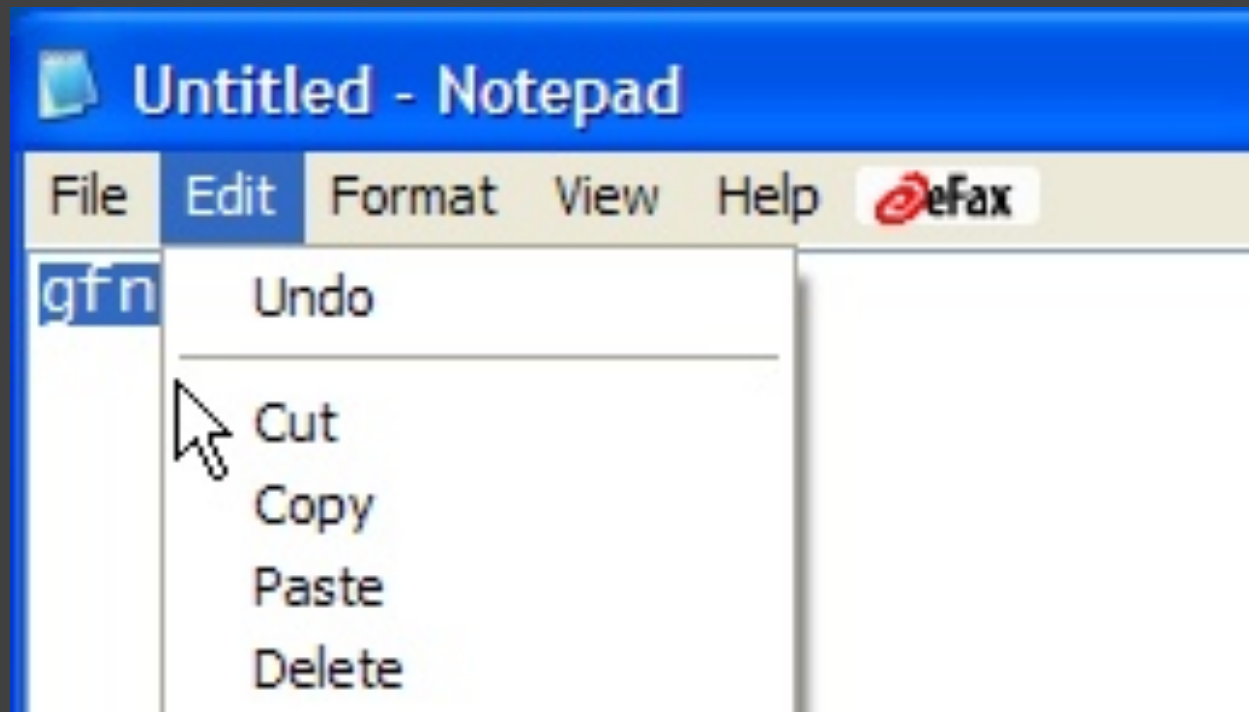 Untitled - Notepad
File Edit Format View Help eFax
gfn
Undo
Cut
Copy
Paste
Delete